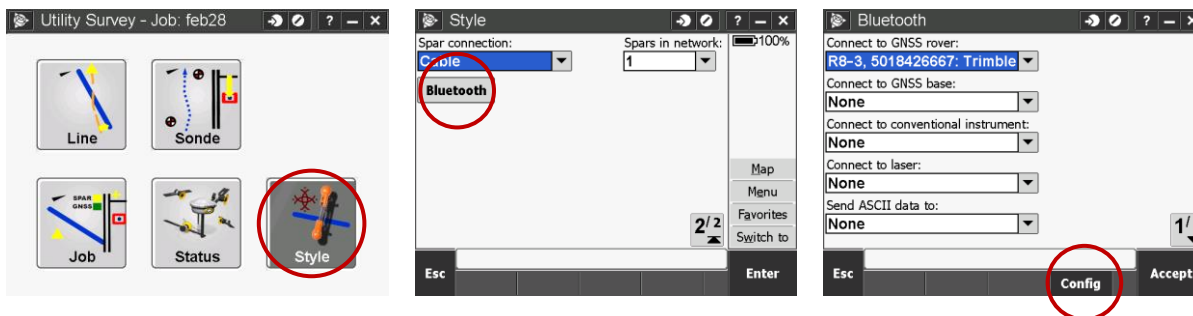 Utility Survey - Job: feb28
? — X
Line
Sonde
SPAR
GNSS
Job
Status
Style
Esc
Style
? — X
Spar connection:
Spars in network:
100%
Cable
1
Bluetooth
Map
Menu
Favorites
2/2
Switch to
Esc
Enter
Bluetooth
? — X
Connect to GNSS rover:
R8-3, 5018426667: Trimble
Connect to GNSS base:
None
Connect to conventional instrument:
None
Connect to laser:
None
Send ASCII data to:
None
1/
Esc
Config
Accept